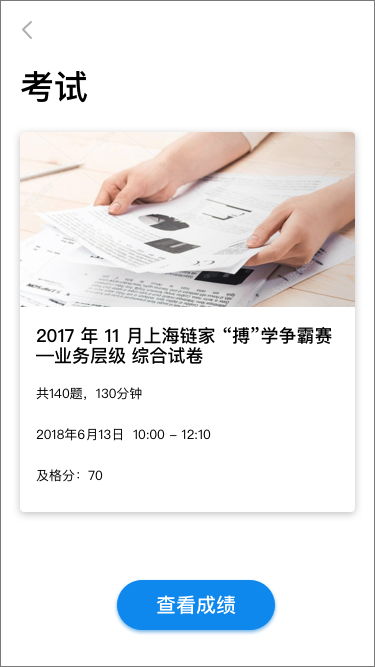 考试
2017 年 11 月上海链家 “搏”学争霸赛
—业务层级 综合试卷
共140题，130分钟
2018年6月13日  10:00 – 12:10
及格分：70
查看成绩